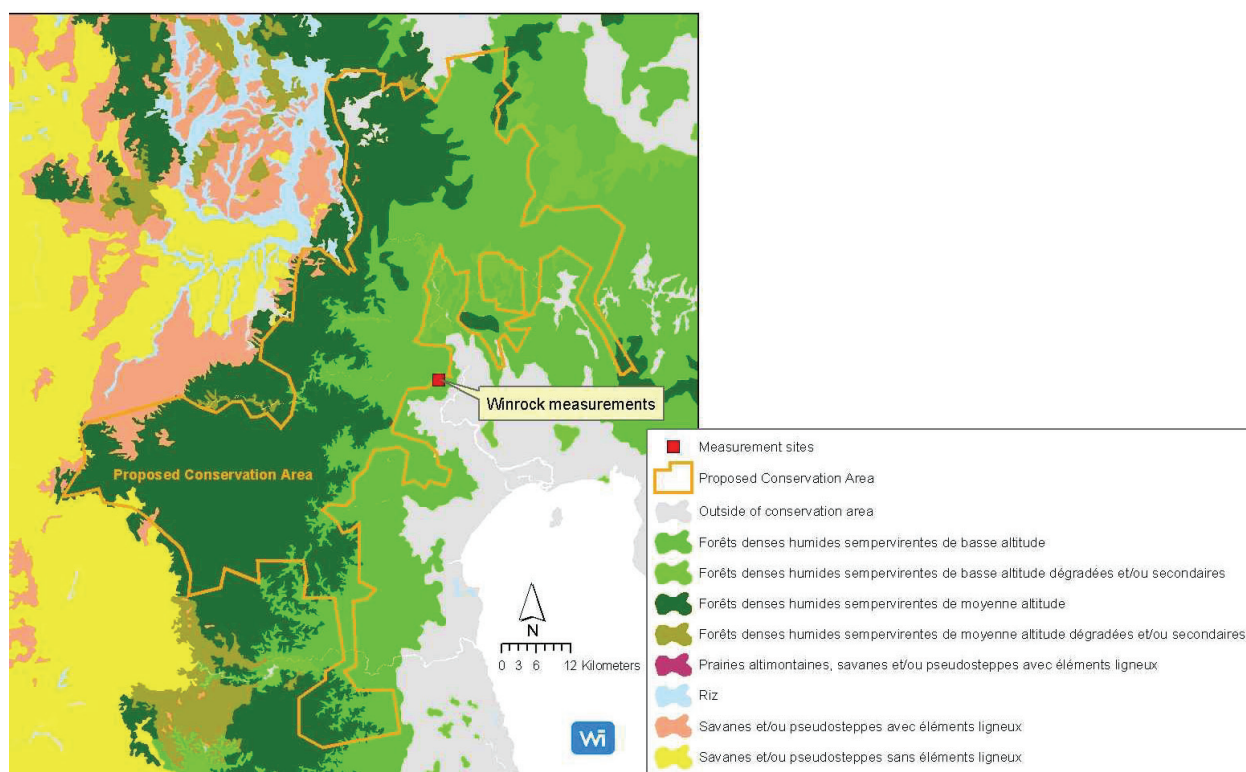 Winrock measurements
Proposed Conservation Area
N
0 3 6 12 Kilometers
Wi
Measurement sites
Proposed Conservation Area
Outside of conservation area
Forêts denses humides sempervirentes de basse altitude
Forêts denses humides sempervirentes de basse altitude dégradées et/ou secondaires
Forêts denses humides sempervirentes de moyenne altitude
Forêts denses humides sempervirentes de moyenne altitude dégradées et/ou secondaires
Prairies altimontaines, savanes et/ou pseudosteppes avec éléments ligneux
Riz
Savanes et/ou pseudosteppes avec éléments ligneux
Savanes et/ou pseudosteppes sans éléments ligneux